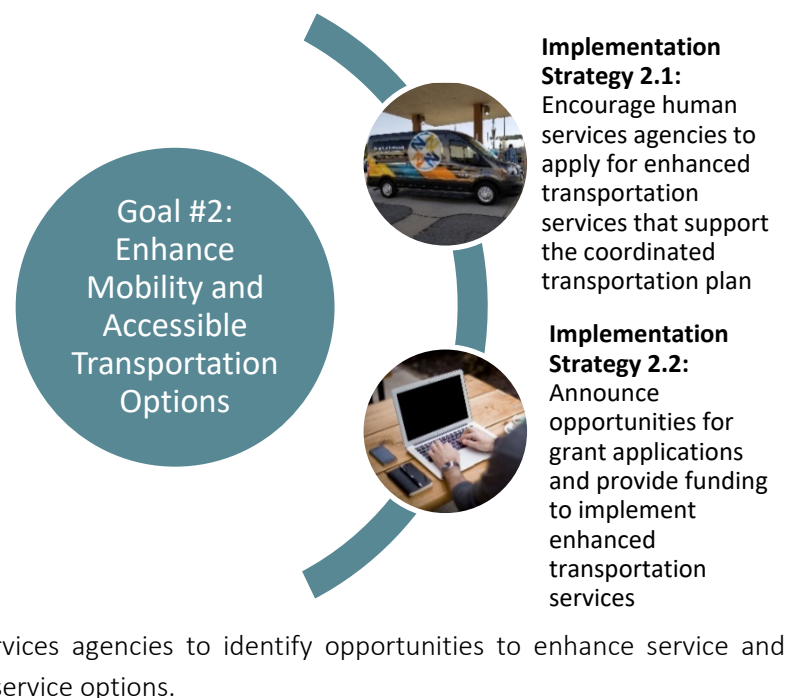 Goal #2:
Enhance
Mobility and
Accessible
Transportation
Options
Implementation
Strategy 2.1:
Encourage human
services agencies to
apply for enhanced
transportation
services that support
the coordinated
transportation plan
Implementation
Strategy 2.2:
Announce
opportunities for
grant applications
and provide funding
to implement
enhanced
transportation
services
agencies to identify opportunities to enhance service and
service options.